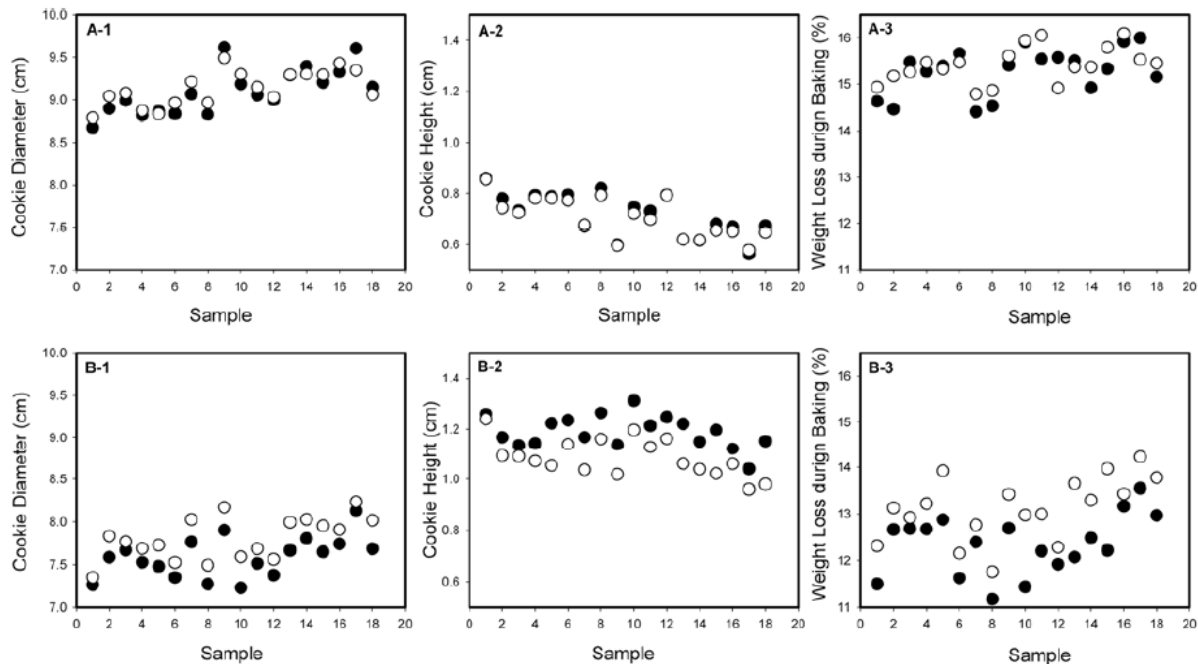 A-1
Cookie Diameter (cm)
10.0
9.5
9.0
8.5
8.0
7.5
7.0
0 2 4 6 8 10 12 14 16 18 20
Sample
A-2
Cookie Height (cm)
1.4
1.2
1.0
0.8
0.6
0 2 4 6 8 10 12 14 16 18 20
Sample
A-3
Weight Loss durign Baking (%)
16
15
14
13
12
11
0 2 4 6 8 10 12 14 16 18 20
Sample
B-1
Cookie Diameter (cm)
10.0
9.5
9.0
8.5
8.0
7.5
7.0
0 2 4 6 8 10 12 14 16 18 20
Sample
B-2
Cookie Height (cm)
1.4
1.2
1.0
0.8
0.6
0 2 4 6 8 10 12 14 16 18 20
Sample
B-3
Weight Loss durign Baking (%)
16
15
14
13
12
11
0 2 4 6 8 10 12 14 16 18 20
Sample